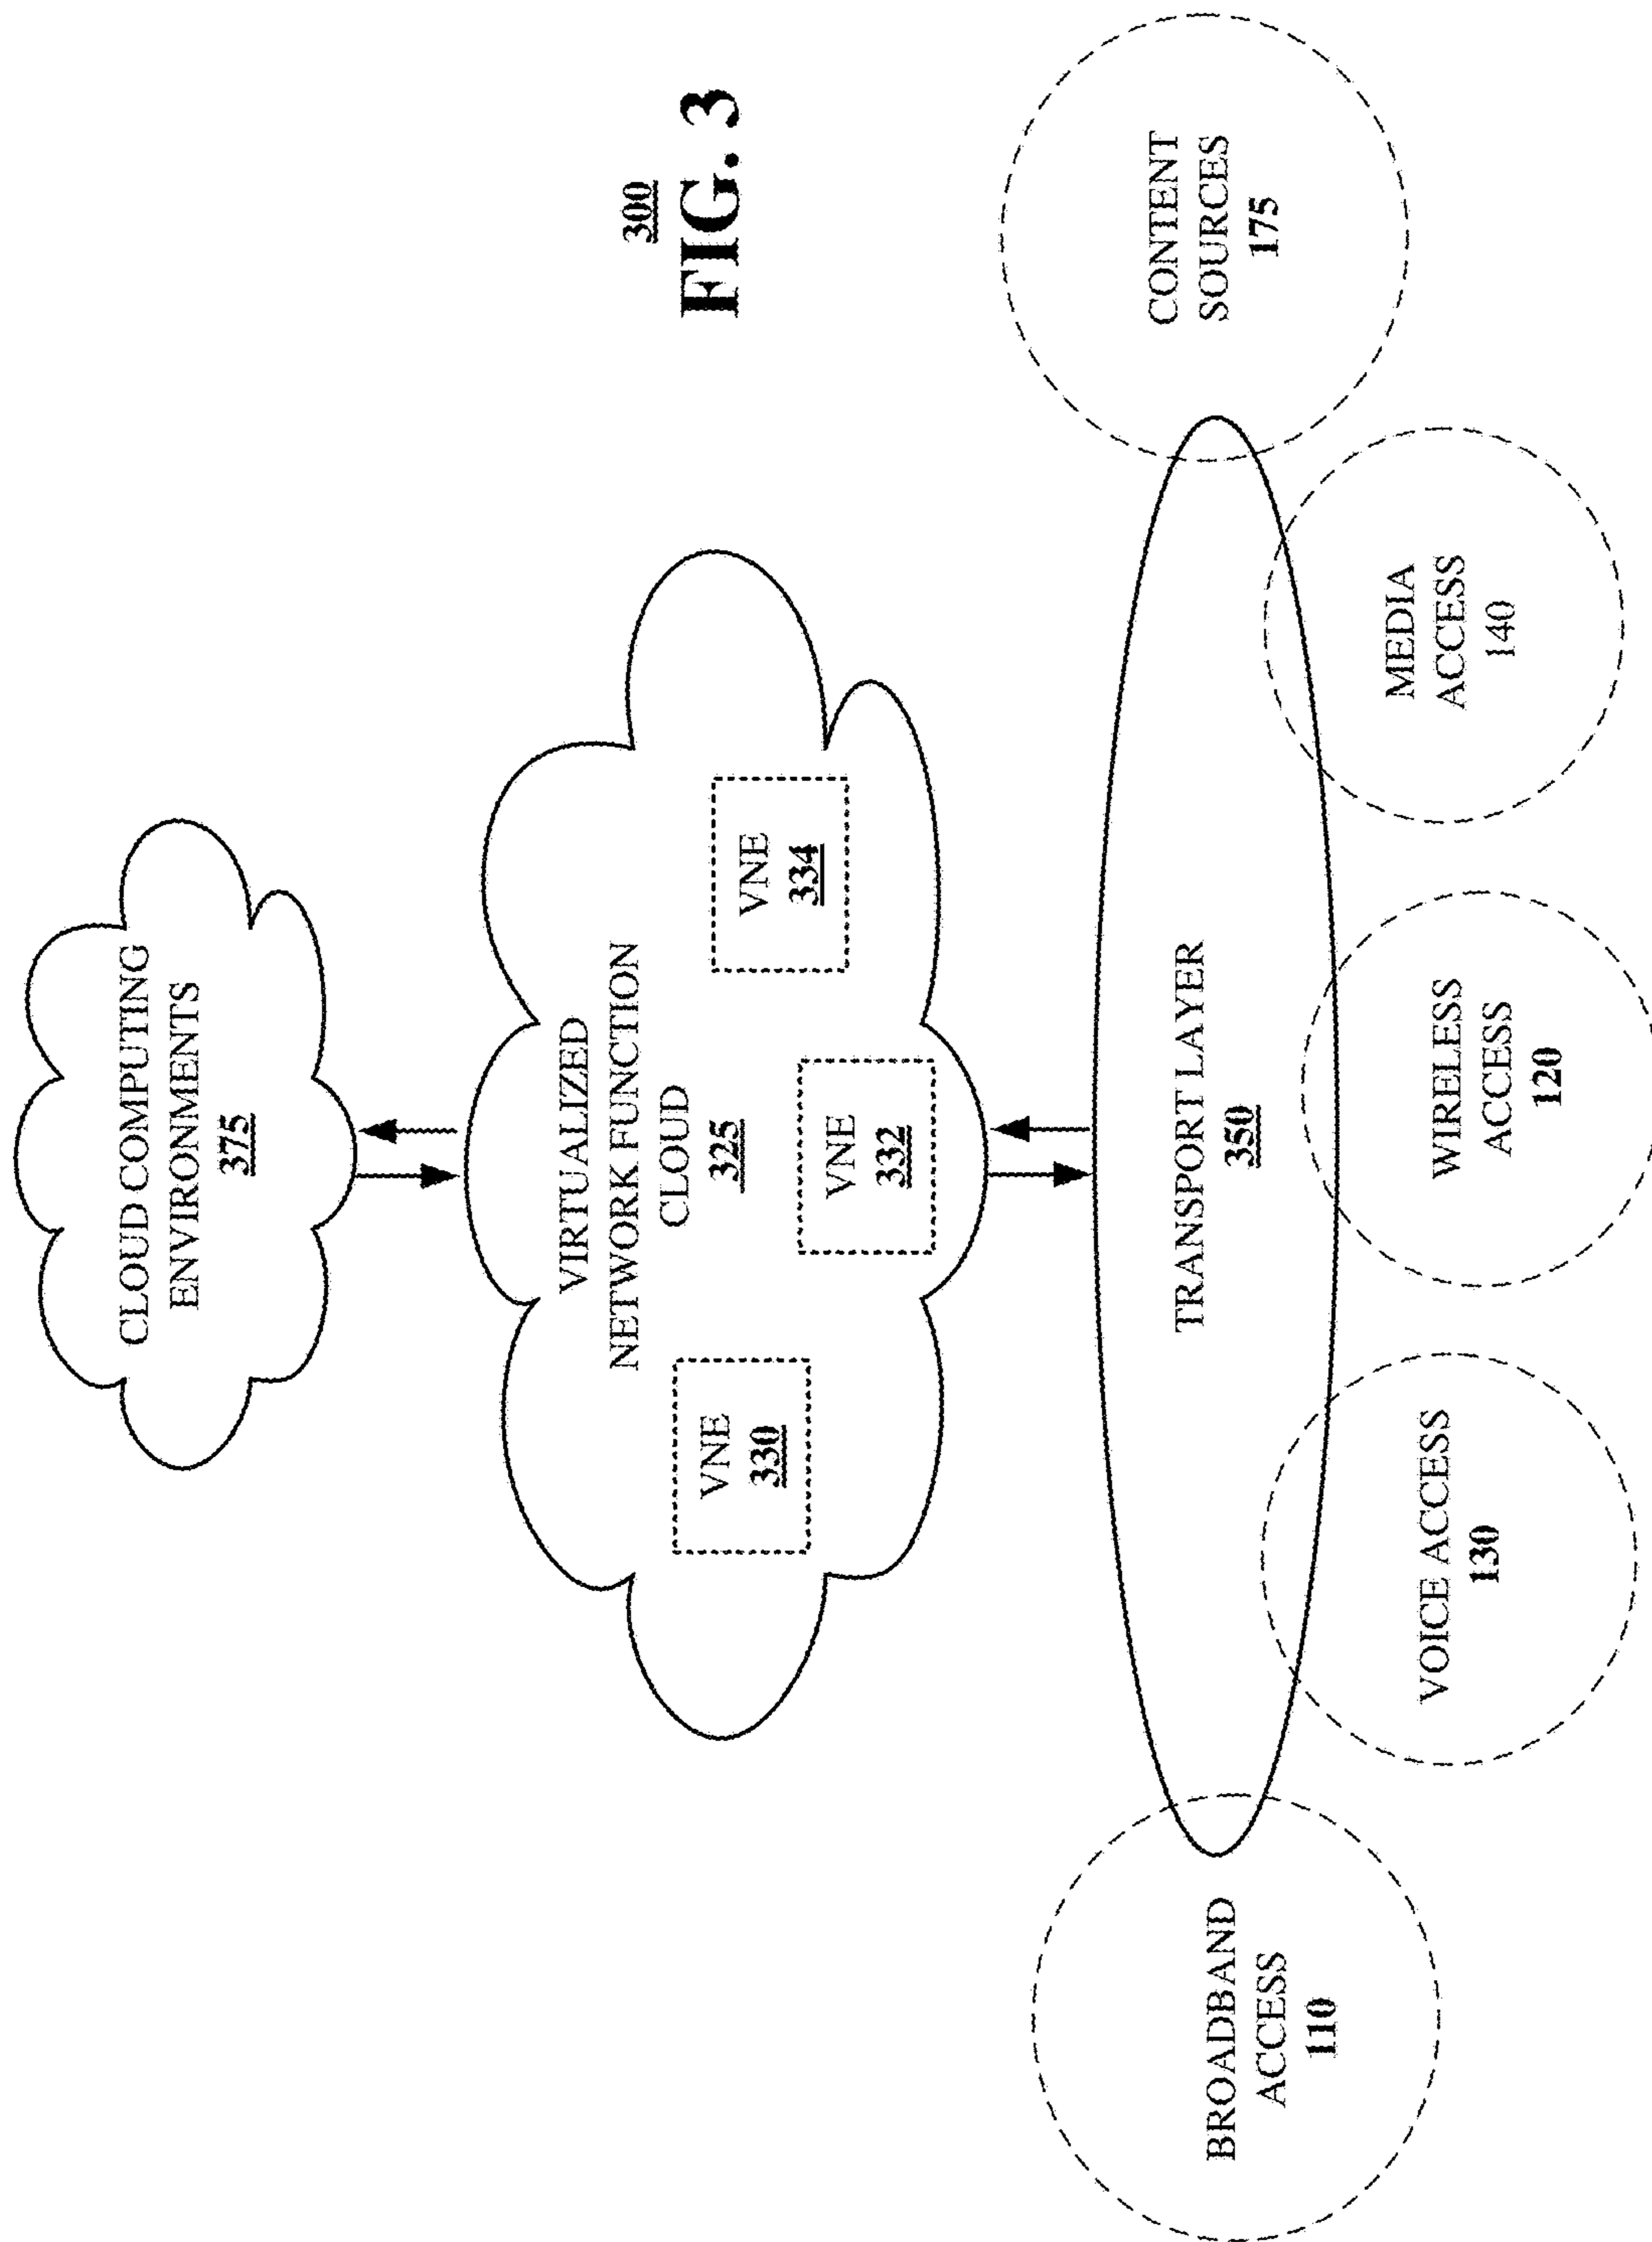 CLOUD COMPUTING
ENVIRONMENTS
375
VIRTUALIZED
NETWORK FUNCTION
CLOUD
325
VNE
330
VNE
332
VNE
334
300
FIG. 3
TRANSPORT LAYER
350
BROADBAND
ACCESS
110
VOICE ACCESS
130
WIRELESS
ACCESS
120
MEDIA
ACCESS
140
CONTENT
SOURCES
175